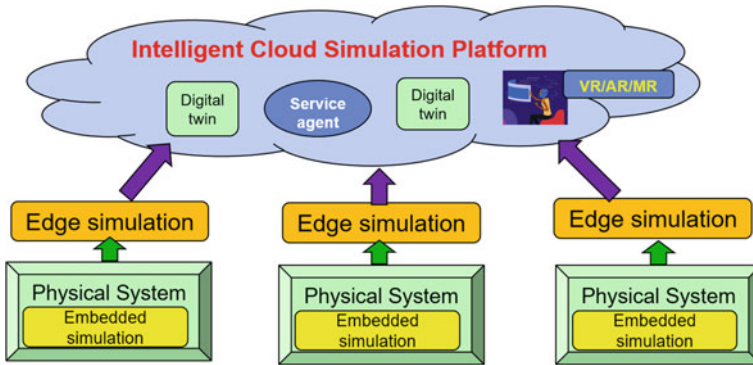 Intelligent Cloud Simulation Platform
Digital
twin
Service
agent
Digital
twin
VR/AR/MR
Edge simulation
Edge simulation
Edge simulation
Physical System
Embedded
simulation
Physical System
Embedded
simulation
Physical System
Embedded
simulation